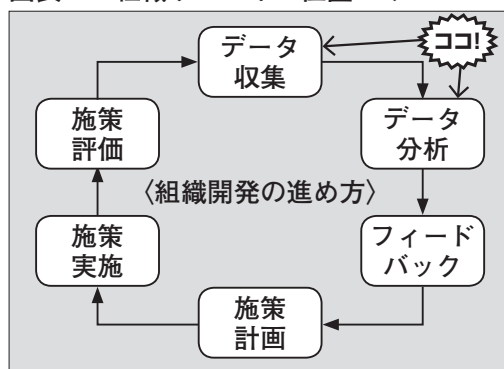 データ
収集
ココ!
データ
分析
フィード
バック
施策
計画
施策
実施
施策
評価
〈組織開発の進め方〉